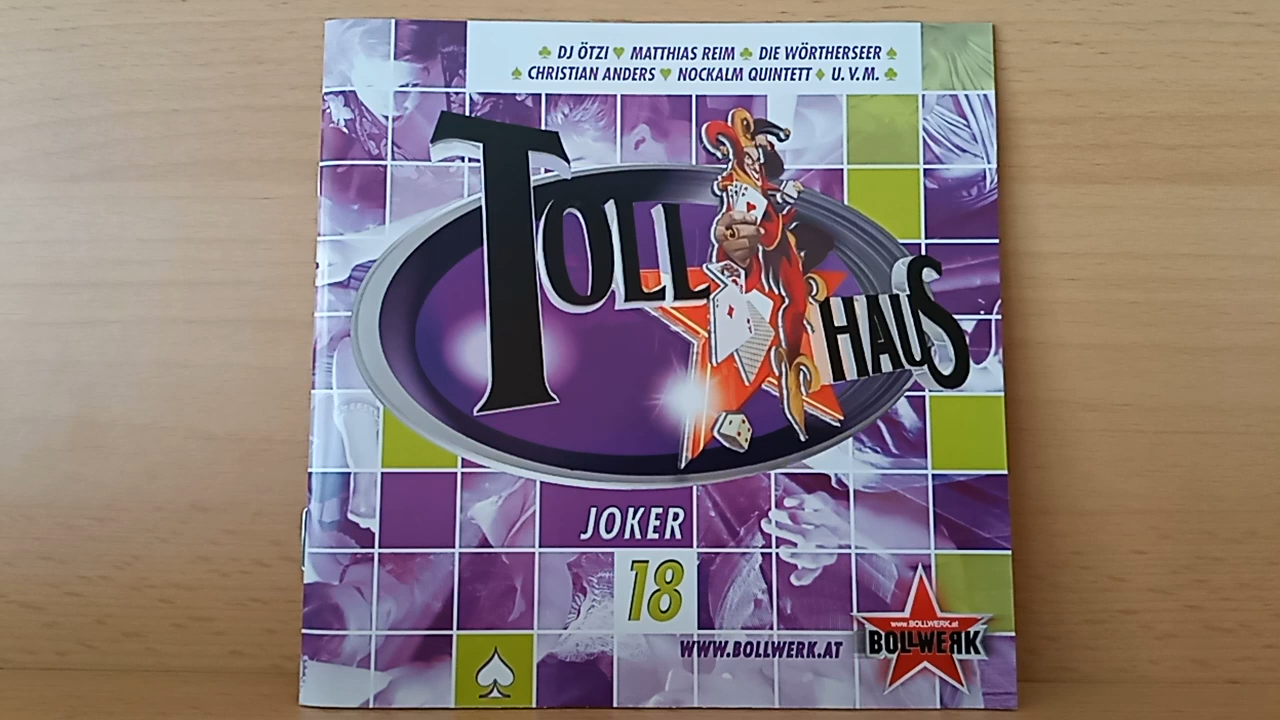 DJ ÖTZI MATTHIAS REIM DIE WÖRTHERSEER
CHRISTIAN ANDERS NOCKALM QUINTETT U.V.M.
TOLL
HAUS
JOKER
18
WWW.BOLLWERK.AT
www.BOLLWERK.at
BOLLWERK